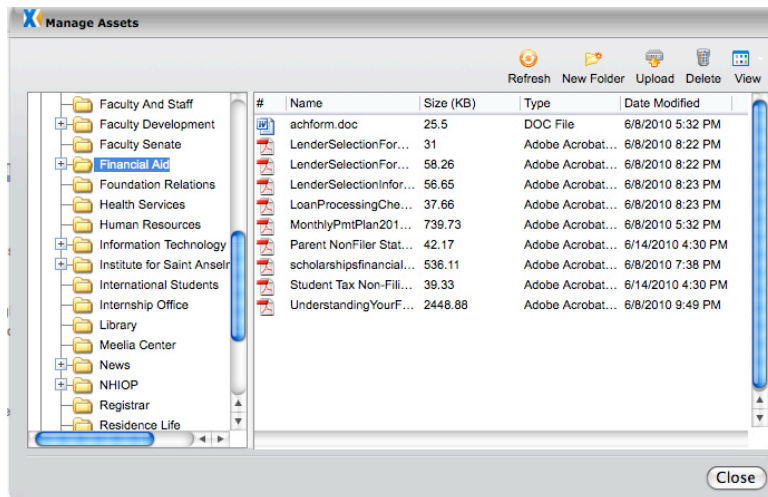 Manage Assets
Refresh New Folder Upload Delete View
Faculty And Staff
Faculty Development
Faculty Senate
Financial Aid
Foundation Relations
Health Services
Human Resources
Information Technology
Institute for Saint Anselr
International Students
Internship Office
Library
Meelia Center
News
NHIOP
Registrar
Residence Life
# Name Size (KB) Type Date Modified
achform.doc 25.5 DOC File 6/8/2010 5:32 PM
LenderSelectionFor... 31 Adobe Acrobat... 6/8/2010 8:22 PM
LenderSelectionFor... 58.26 Adobe Acrobat... 6/8/2010 8:22 PM
LenderSelectionInfor... 56.65 Adobe Acrobat... 6/8/2010 8:23 PM
LoanProcessingChe... 37.66 Adobe Acrobat... 6/8/2010 8:23 PM
MonthlyPmtPlan201... 739.73 Adobe Acrobat... 6/8/2010 5:32 PM
Parent NonFiler Stat... 42.17 Adobe Acrobat... 6/14/2010 4:30 PM
scholarshipsfinancial... 536.11 Adobe Acrobat... 6/8/2010 7:38 PM
Student Tax Non-Fili... 39.33 Adobe Acrobat... 6/14/2010 4:30 PM
UnderstandingYourF... 2448.88 Adobe Acrobat... 6/8/2010 9:49 PM
Close